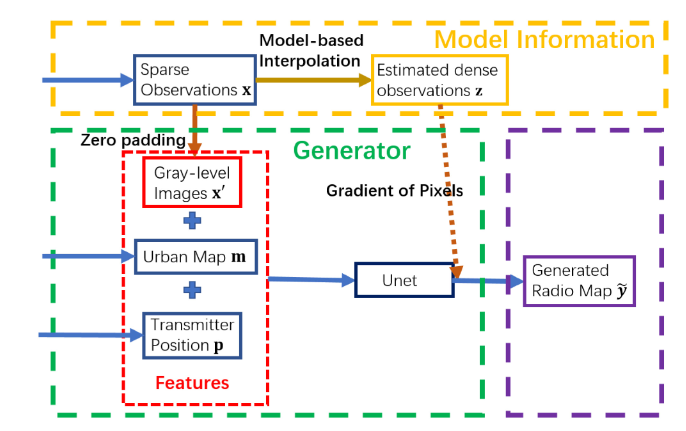 Model Information
Model-based
Interpolation
Sparse
Observations x
Estimated dense
observations z
Zero padding
Generator
Gray-level
Images x′
Gradient of Pixels
Urban Map m
Unet
Generated
Radio Map ỹ
Transmitter
Position p
Features